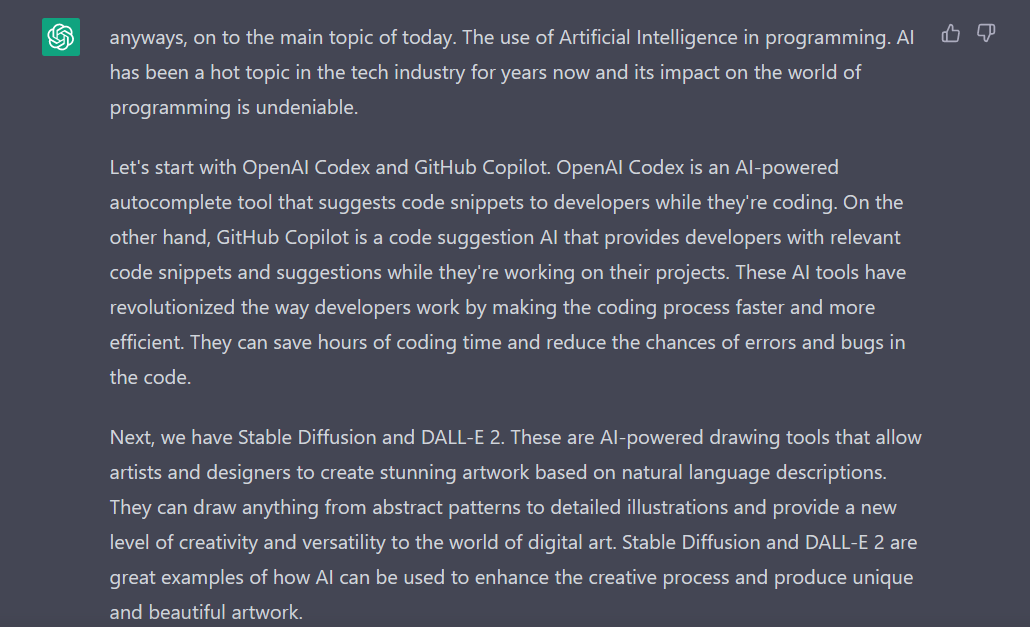 anyways, on to the main topic of today. The use of Artificial Intelligence in programming. AI
has been a hot topic in the tech industry for years now and its impact on the world of
programming is undeniable.
Let's start with OpenAI Codex and GitHub Copilot. OpenAI Codex is an AI-powered
autocomplete tool that suggests code snippets to developers while they're coding. On the
other hand, GitHub Copilot is a code suggestion AI that provides developers with relevant
code snippets and suggestions while they're working on their projects. These AI tools have
revolutionized the way developers work by making the coding process faster and more
efficient. They can save hours of coding time and reduce the chances of errors and bugs in
the code.
Next, we have Stable Diffusion and DALL-E 2. These are AI-powered drawing tools that allow
artists and designers to create stunning artwork based on natural language descriptions.
They can draw anything from abstract patterns to detailed illustrations and provide a new
level of creativity and versatility to the world of digital art. Stable Diffusion and DALL-E 2 are
great examples of how AI can be used to enhance the creative process and produce unique
and beautiful artwork.